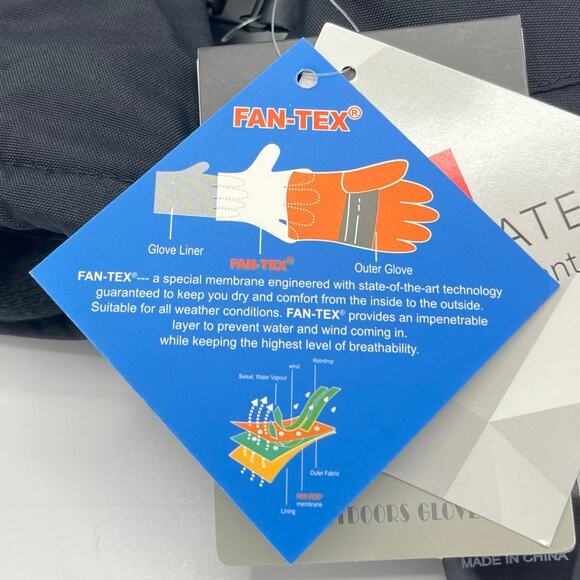 FAN-TEX®
Glove Liner
FAN-TEX®
Outer Glove
FAN-TEX®--- a special membrane engineered with state-of-the-art technology
guaranteed to keep you dry and comfort from the inside to the outside.
Suitable for all weather conditions. FAN-TEX® provides an impenetrable
layer to prevent water and wind coming in.
while keeping the highest level of breathability.
Raindrop
wind
Sweat, Water Vapour
Outer Fabric
FAN-TEX®
membrane
Lining
MADE IN CHINA